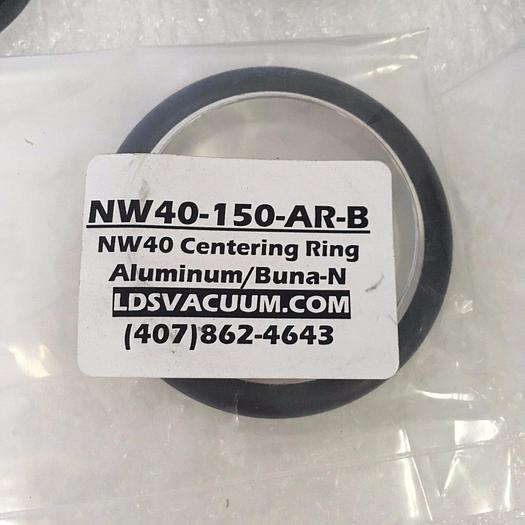 NW40-150-AR-B
NW40 Centering Ring
Aluminum/Buna-N
LDSVACUUM.COM
(407)862-4643